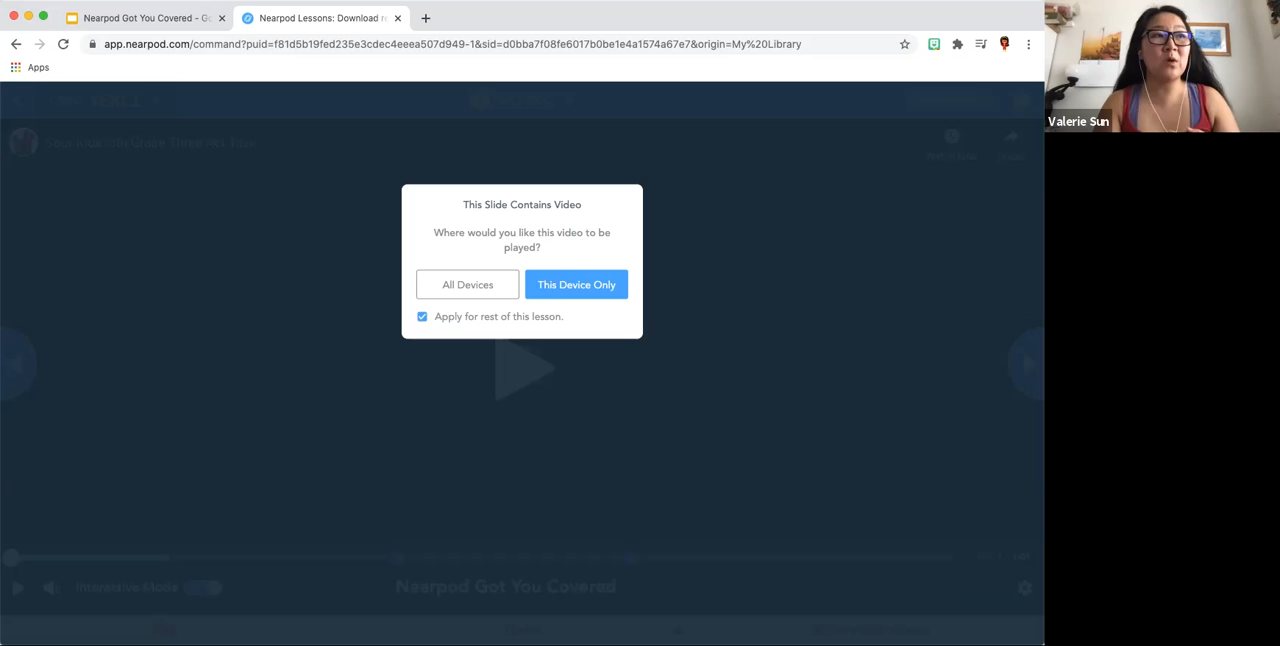 Nearpod Got You Covered - Go
Nearpod Lessons: Download re
app.nearpod.com/command?puid=f81d5b19fed235e3cdec4eeea507d949-1&sid=d0bba7f08fe6017b0be1e4a1574a67e7&origin=My%20Library
Apps
Valerie Sun
This Slide Contains Video
Where would you like this video to be
played?
All Devices
This Device Only
Apply for rest of this lesson.
Interactive Mode
Nearpod Got You Covered